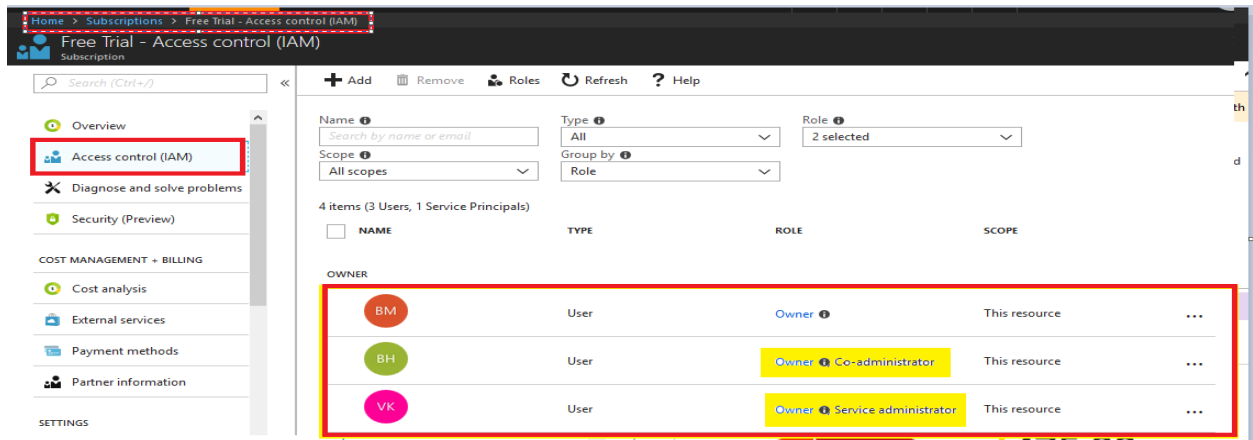 Home > Subscriptions > Free Trial - Access control (IAM)
Free Trial - Access control (IAM)
Subscription
Search (Ctrl+/)
Overview
Access control (IAM)
Diagnose and solve problems
Security (Preview)
COST MANAGEMENT + BILLING
Cost analysis
External services
Payment methods
Partner information
SETTINGS
Add Remove Roles Refresh ? Help
Name Type Role
Search by name or email All 2 selected
Scope Group by
All scopes Role
4 items (3 Users, 1 Service Principals)
NAME TYPE ROLE SCOPE
OWNER
BM User Owner This resource ...
BH User Owner Co-administrator This resource ...
VK User Owner Service administrator This resource ...
th
d